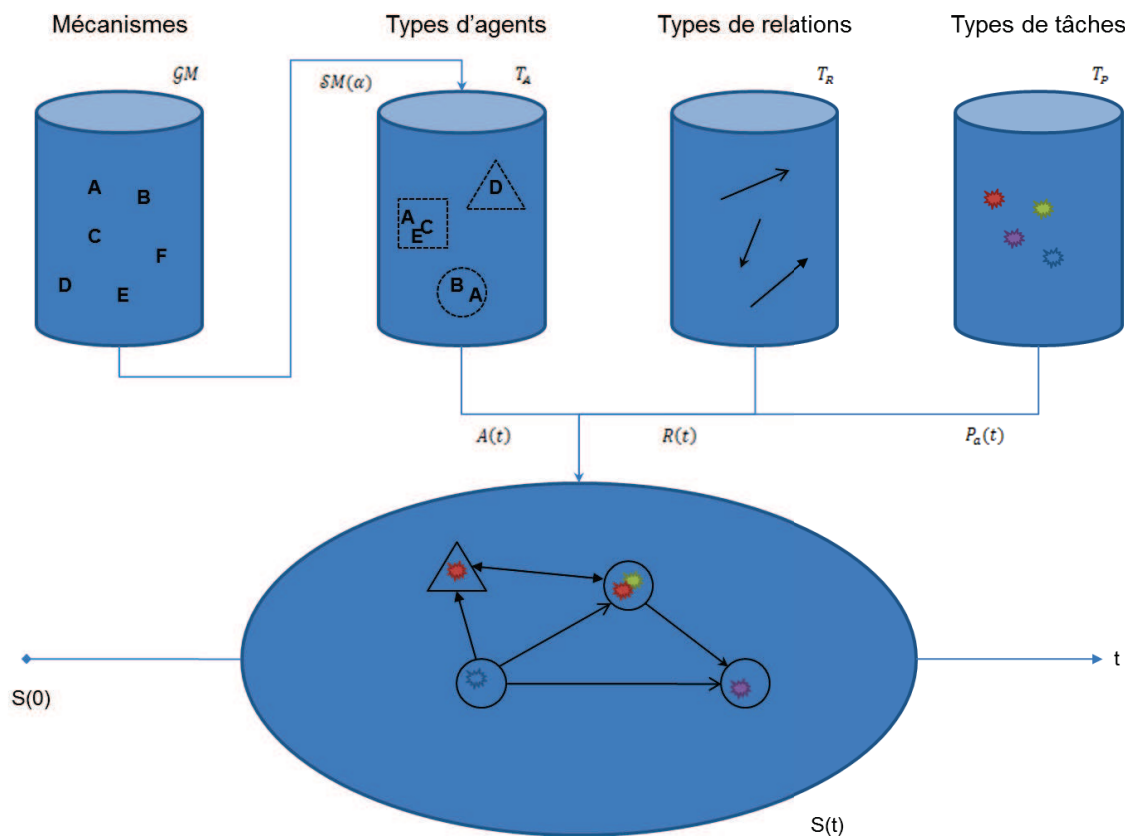 Mécanismes
Types d'agents
Types de relations
Types de tâches
𝒢M
𝒮M(α)
T_A
T_R
T_P
A
B
C
F
D
E
D
A
C
E
B
A
A(t)
R(t)
P_a(t)
S(0)
t
S(t)